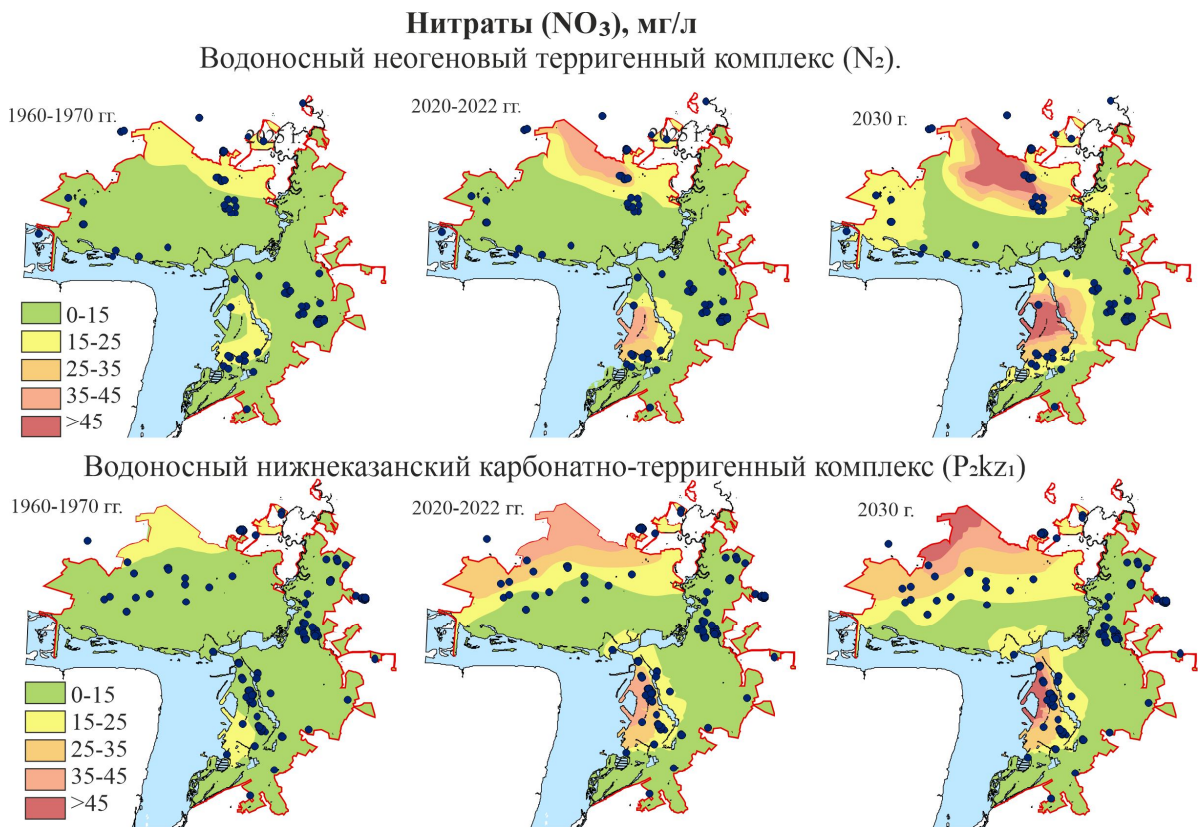 Нитраты (NO₃), мг/л
Водоносный неогеновый терригенный комплекс (N₂).
1960-1970 гг.
2020-2022 гг.
2030 г.
2025 г.
2025 г.
0-15
15-25
25-35
35-45
>45
Водоносный нижнеказанский карбонатно-терригенный комплекс (P₂kz₁)
1960-1970 гг.
2020-2022 гг.
2030 г.
0-15
15-25
25-35
35-45
>45